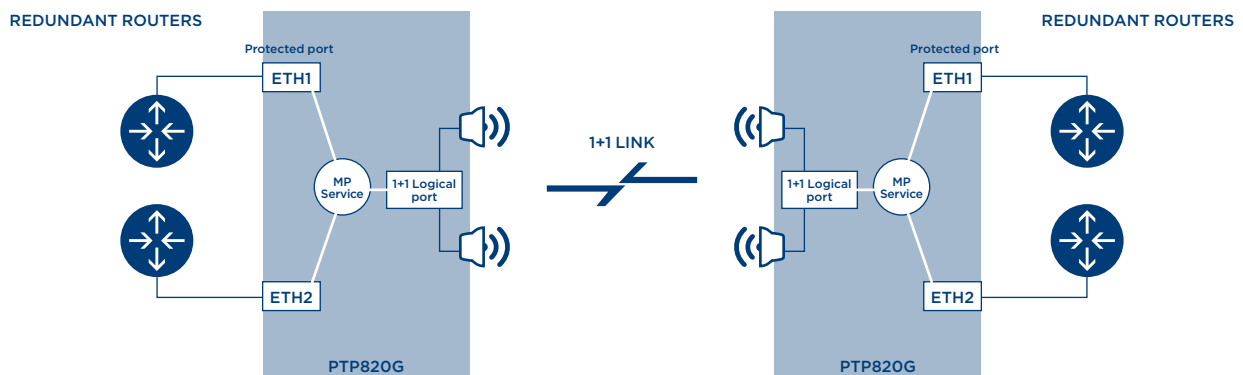 REDUNDANT ROUTERS
Protected port
ETH1
MP
Service
1+1 Logical
port
ETH2
PTP820G
1+1 LINK
REDUNDANT ROUTERS
Protected port
ETH1
1+1 Logical
port
MP
Service
ETH2
PTP820G